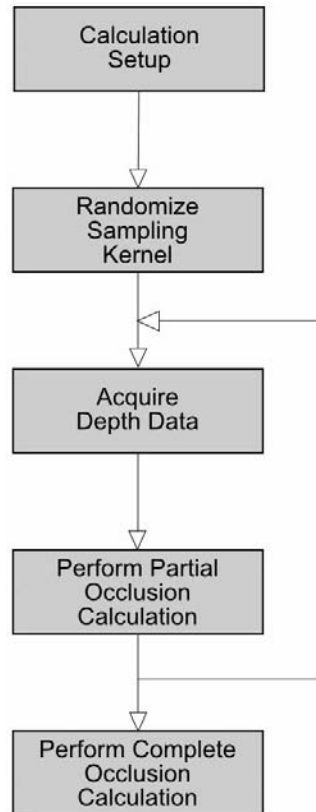 Calculation
Setup
Randomize
Sampling
Kernel
Acquire
Depth Data
Perform Partial
Occlusion
Calculation
Perform Complete
Occlusion
Calculation